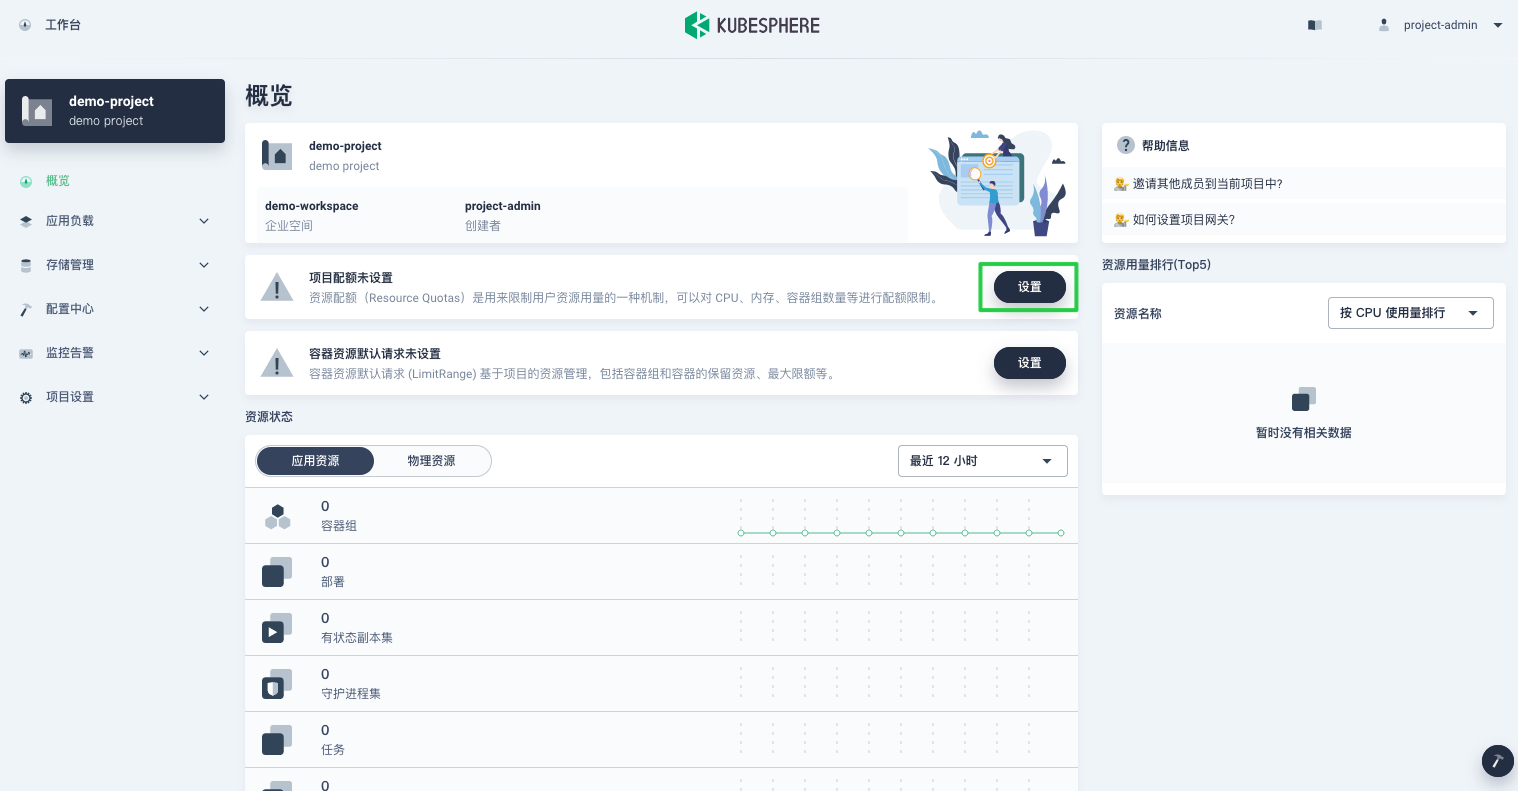 工作台
KUBESPHERE
project-admin
demo-project
demo project
概览
应用负载
存储管理
配置中心
监控告警
项目设置
概览
demo-project
demo project
demo-workspace
企业空间
project-admin
创建者
项目配额未设置
资源配额（Resource Quotas）是用来限制用户资源用量的一种机制，可以对 CPU、内存、容器组数量等进行配额限制。
设置
容器资源默认请求未设置
容器资源默认请求 (LimitRange) 基于项目的资源管理，包括容器组和容器的保留资源、最大限额等。
设置
资源状态
应用资源
物理资源
最近 12 小时
0
容器组
0
部署
0
有状态副本集
0
守护进程集
0
任务
0
? 帮助信息
邀请其他成员到当前项目中?
如何设置项目网关?
资源用量排行(Top5)
资源名称
按 CPU 使用量排行
暂时没有相关数据